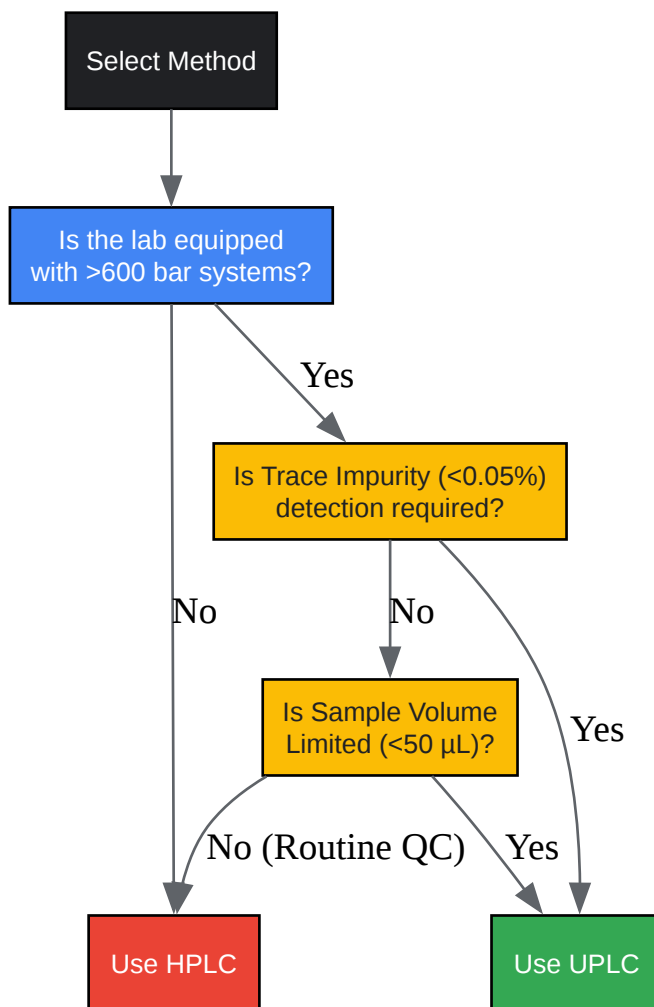 Select Method
Is the lab equipped
with >600 bar systems?
Yes
Is Trace Impurity (<0.05%)
detection required?
No
No
Is Sample Volume
Limited (<50 µL)?
Yes
No (Routine QC)
Yes
Use HPLC
Use UPLC